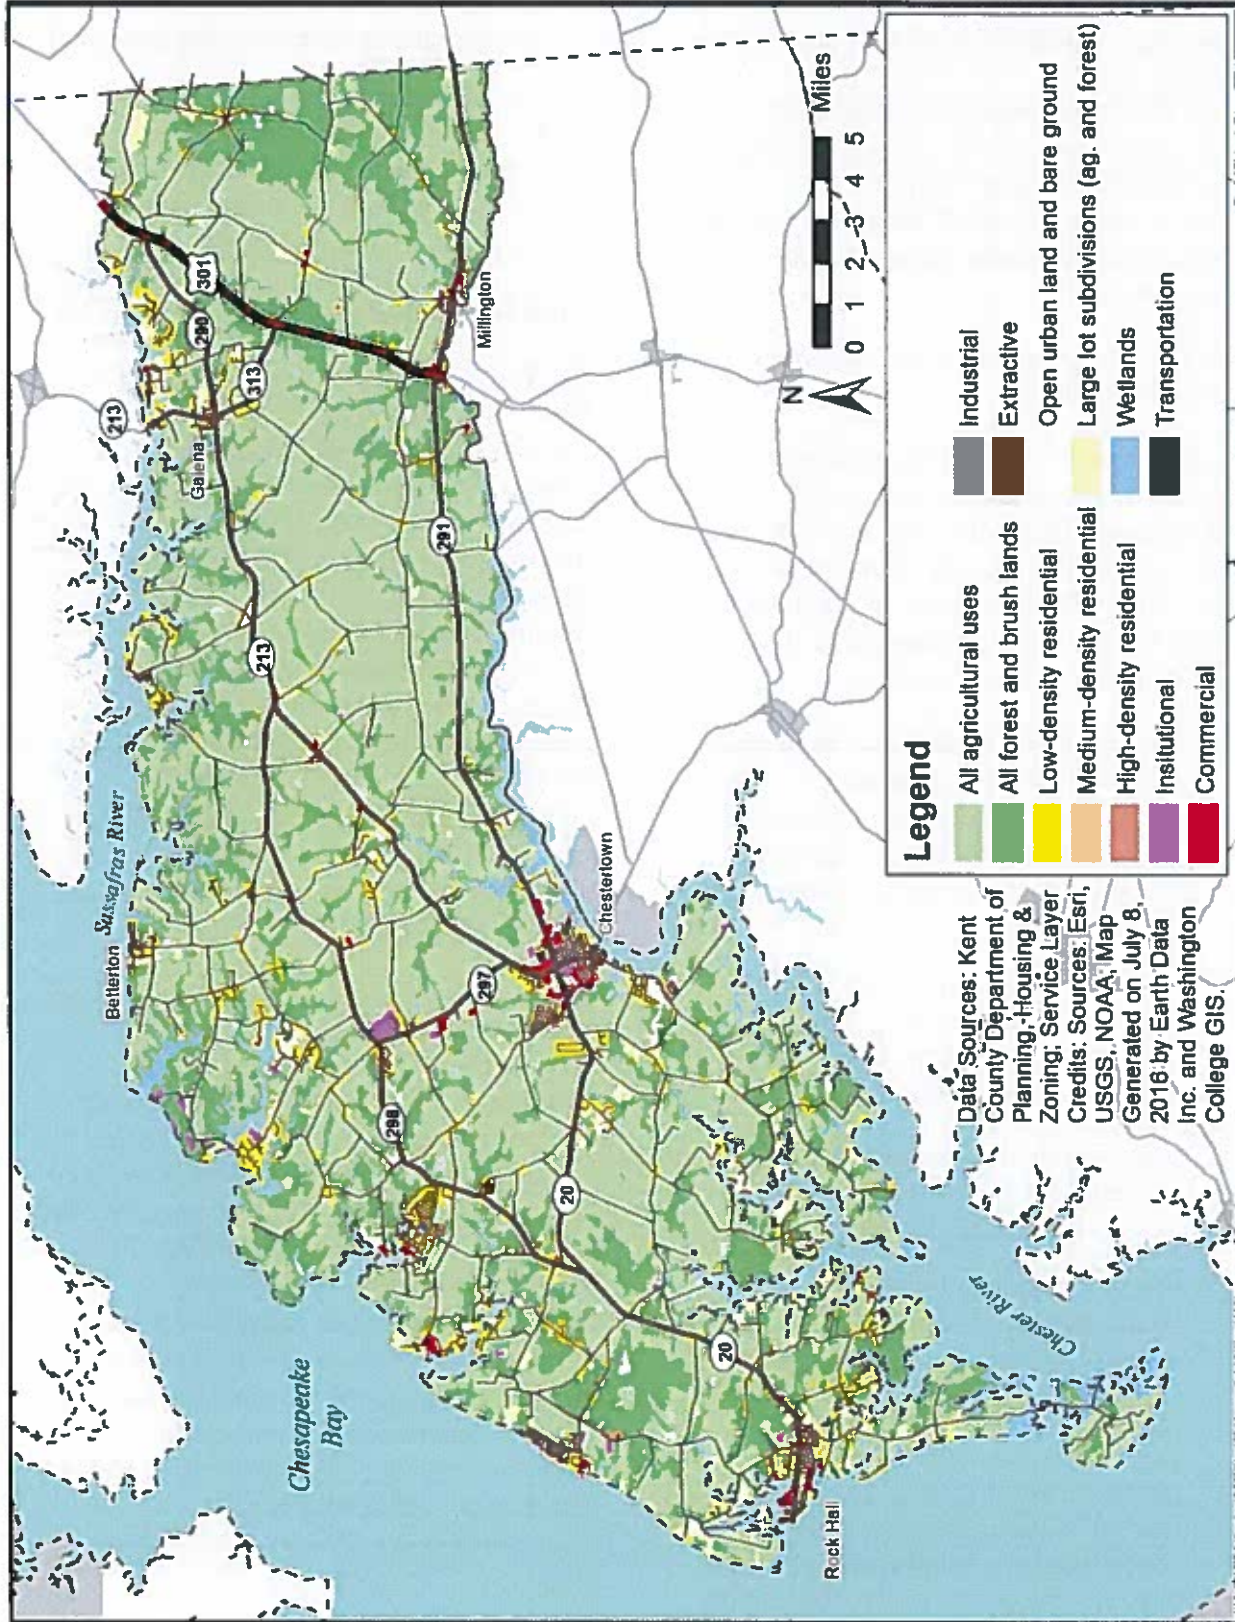 Chesapeake
Bay
Sassafras River
Betterton
Galena
213
290
301
313
213
291
Millington
298
297
Chestertown
20
20
Rock Hall
Chester River
N
0 1 2 3 4 5 Miles
Data Sources: Kent
County Department of
Planning, Housing &
Zoning; Service Layer
Credits: Sources: Esri,
USGS, NOAA, Map
Generated on July 8,
2016 by Earth Data
Inc. and Washington
College GIS.
Legend
All agricultural uses
All forest and brush lands
Low-density residential
Medium-density residential
High-density residential
Insitutional
Commercial
Industrial
Extractive
Open urban land and bare ground
Large lot subdivisions (ag. and forest)
Wetlands
Transportation